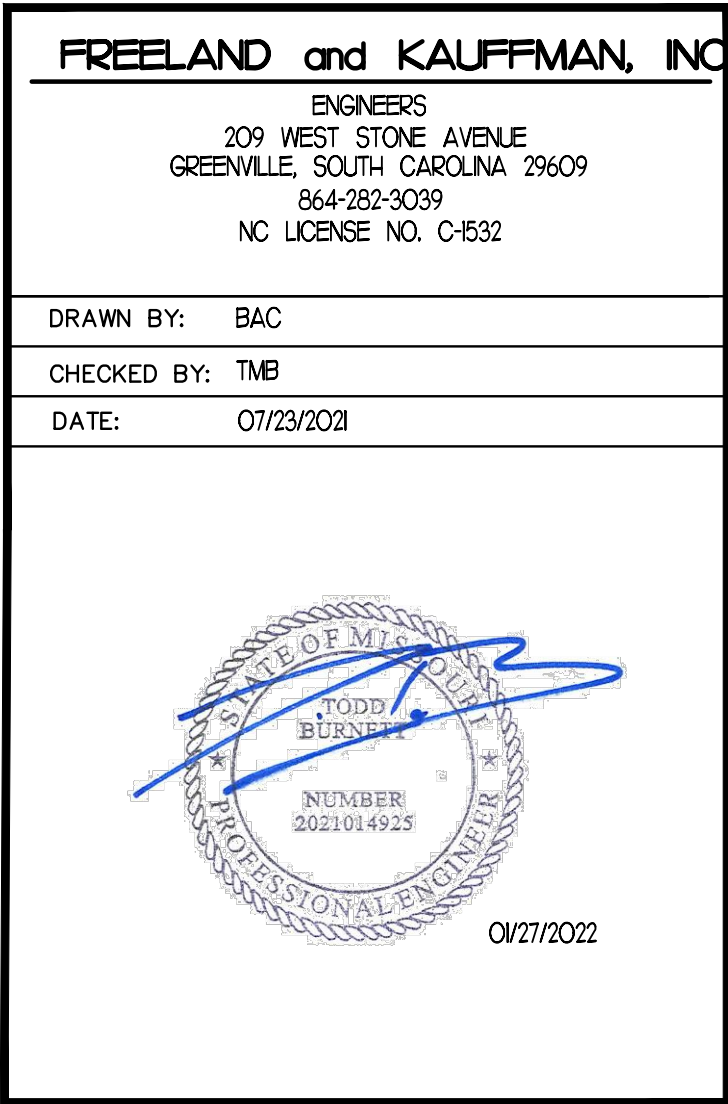 FREELAND and KAUFFMAN, INC
ENGINEERS
209 WEST STONE AVENUE
GREENVILLE, SOUTH CAROLINA 29609
864-282-3039
NC LICENSE NO. C-1532
DRAWN BY: BAC
CHECKED BY: TMB
DATE: 07/23/2021
STATE OF MISSOURI
TODD
BURNETT
NUMBER
2021014925
PROFESSIONAL ENGINEER
01/27/2022